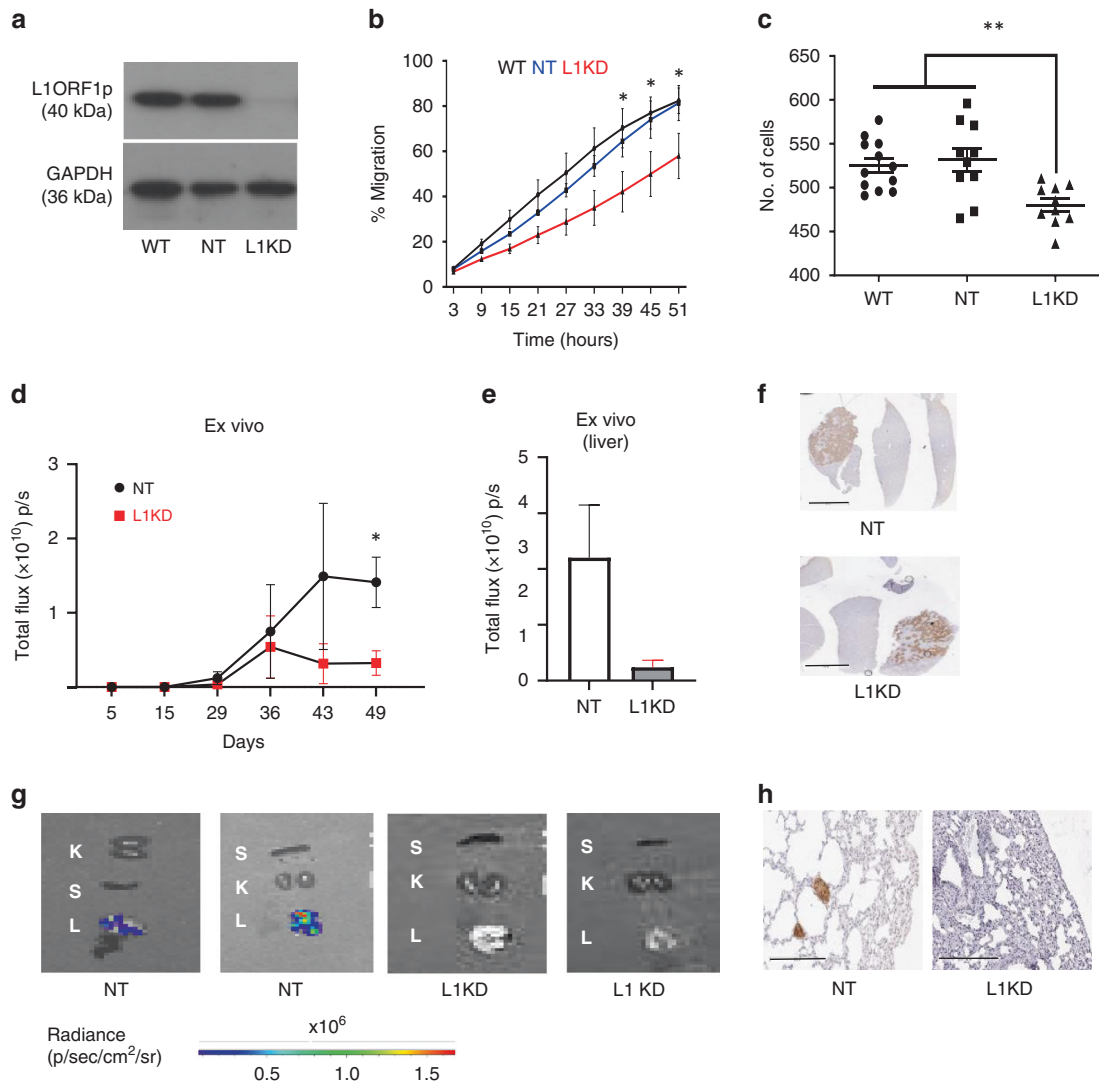 a
L1ORF1p
(40 kDa)
GAPDH
(36 kDa)
WT NT L1KD
b
WT NT L1KD
* * *
% Migration
100
80
60
40
20
0
3 9 15 21 27 33 39 45 51
Time (hours)
c
**
No. of cells
650
600
550
500
450
400
WT NT L1KD
d
Ex vivo
NT
L1KD
*
Total flux (×10¹⁰) p/s
3
2
1
5 15 29 36 43 49
Days
e
Ex vivo
(liver)
Total flux (×10¹⁰) p/s
5
4
3
2
1
0
NT L1KD
f
NT
L1KD
g
K
S
L
NT
S
K
L
NT
S
K
L
L1KD
S
K
L
L1 KD
Radiance
(p/sec/cm²/sr)
x10⁶
0.5 1.0 1.5
h
NT L1KD